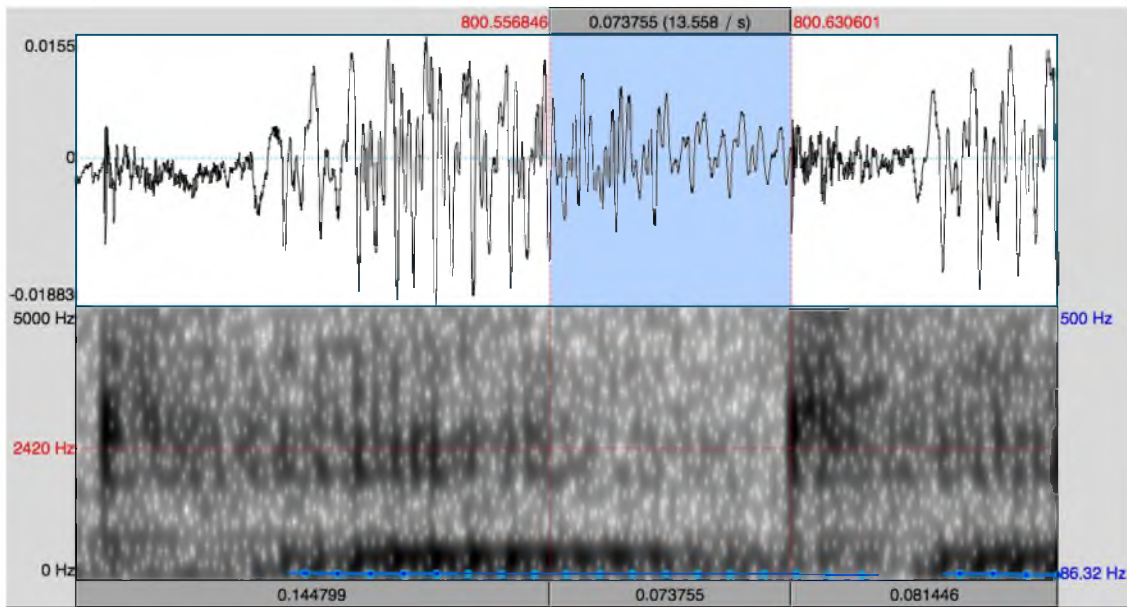 800.556846 0.073755 (13.558 / s) 800.630601
0.0155
0
-0.01883
5000 Hz 500 Hz
2420 Hz
0 Hz 86.32 Hz
0.144799 0.073755 0.081446